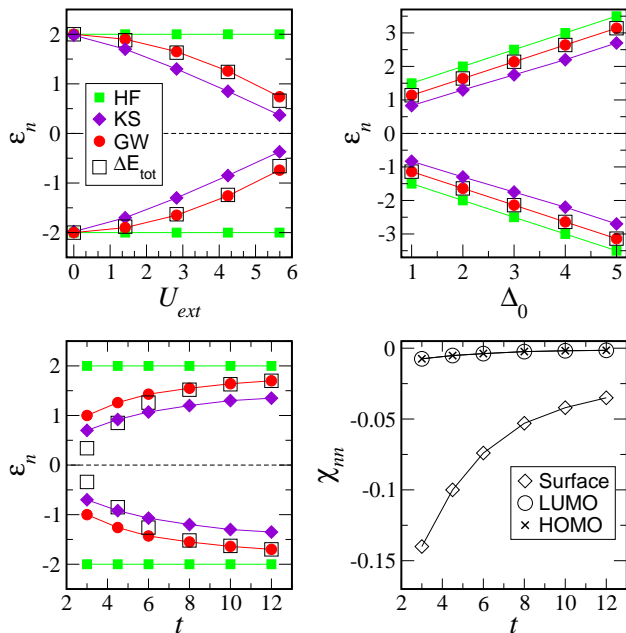 2
1
0
-1
-2
ε_n
0 1 2 3 4 5 6
U_ext
HF
KS
GW
ΔE_tot
3
2
1
0
-1
-2
-3
ε_n
1 2 3 4 5
Δ_0
2
1
0
-1
-2
ε_n
2 4 6 8 10 12
t
0
-0.05
-0.1
-0.15
χ_nn
2 4 6 8 10 12
t
Surface
LUMO
HOMO